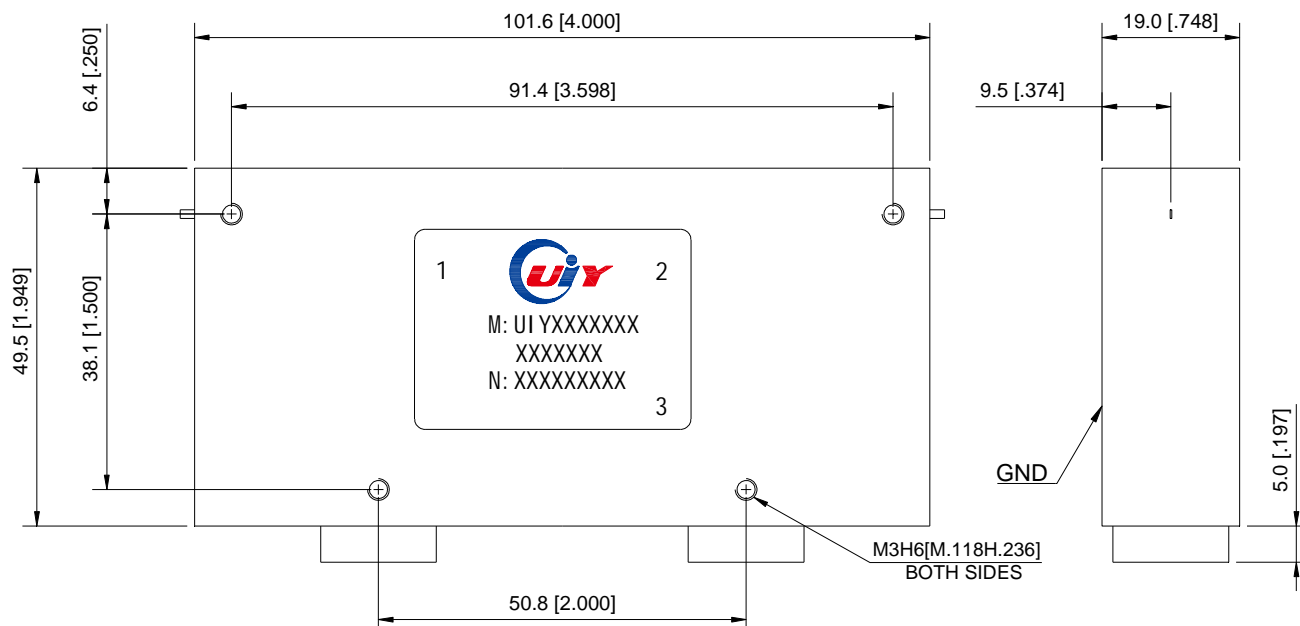 101.6 [4.000]
19.0 [.748]
6.4 [.250]
91.4 [3.598]
9.5 [.374]
49.5 [1.949]
38.1 [1.500]
1
UiY
2
M: UIYXXXXXXX
XXXXXXX
N: XXXXXXXXX
3
GND
5.0 [.197]
M3H6[M.118H.236]
BOTH SIDES
50.8 [2.000]